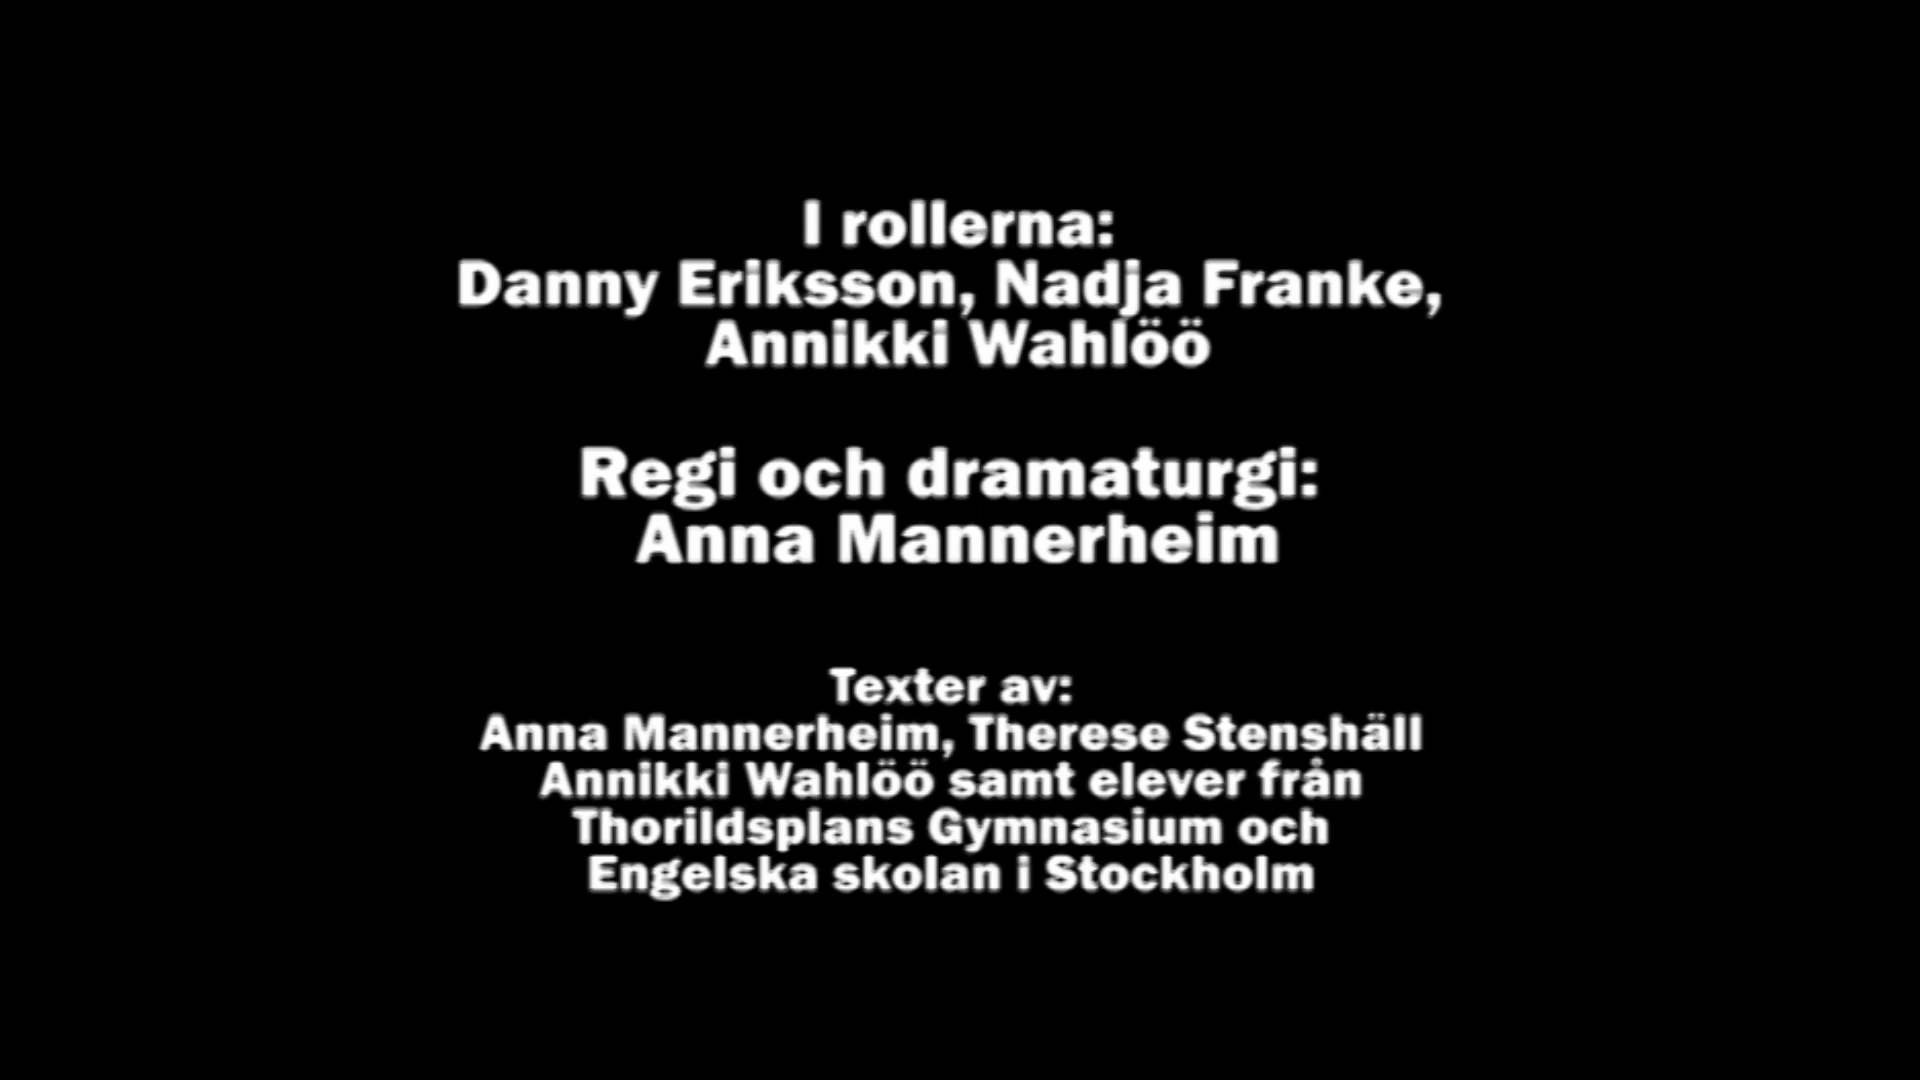 I rollerna:
Danny Eriksson, Nadja Franke,
Annikki Wahlöö
Regi och dramaturgi:
Anna Mannerheim
Texter av:
Anna Mannerheim, Therese Stenshäll
Annikki Wahlöö samt elever från
Thorildsplans Gymnasium och
Engelska skolan i Stockholm